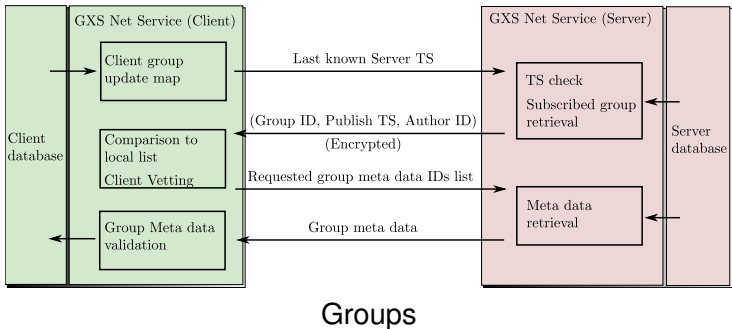 GXS Net Service (Client)
GXS Net Service (Server)
Client group
update map
Last known Server TS
TS check
Subscribed group
retrieval
(Group ID, Publish TS, Author ID)
(Encrypted)
Client
database
Comparison to
local list
Client Vetting
Server
database
Requested group meta data IDs list
Meta data
retrieval
Group Meta data
validation
Group meta data
Groups